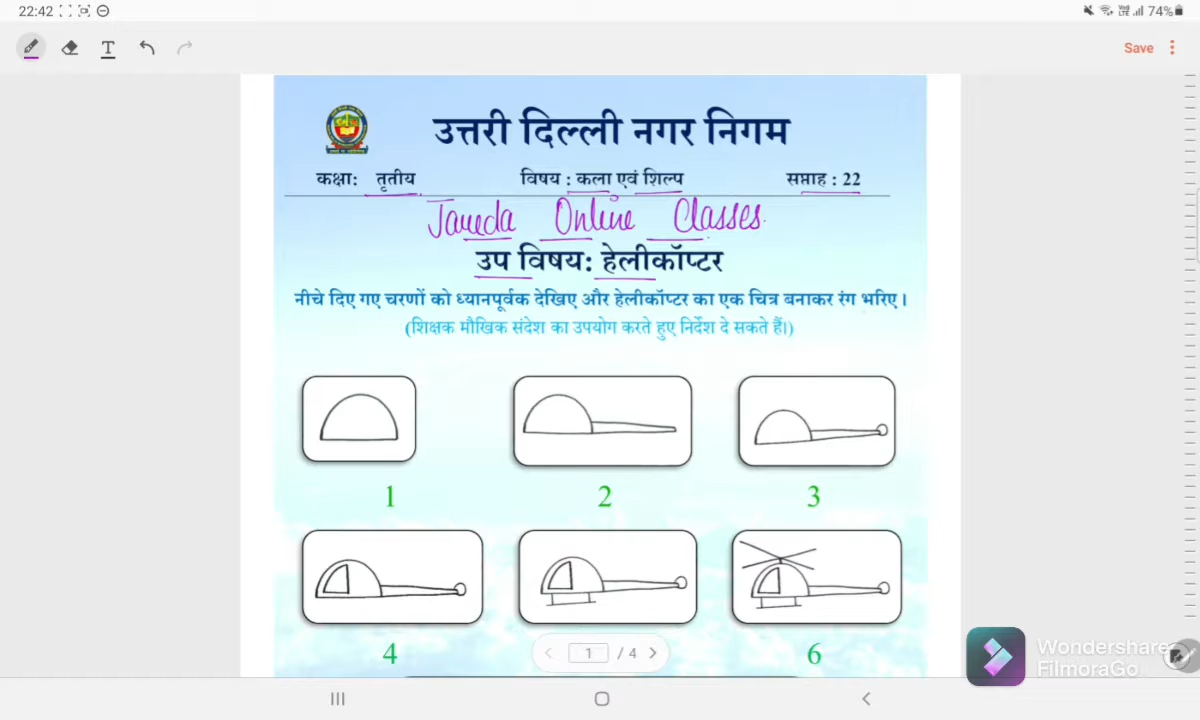 22:42 74%
Save
उत्तरी दिल्ली नगर निगम
कक्षा: तृतीय विषय : कला एवं शिल्प सप्ताह : 22
Janeda Online Classes.
उप विषय: हेलीकॉप्टर
नीचे दिए गए चरणों को ध्यानपूर्वक देखिए और हेलीकॉप्टर का एक चित्र बनाकर रंग भरिए।
(शिक्षक मौखिक संदेश का उपयोग करते हुए निर्देश दे सकते हैं।)
1 2 3
4 6
1 / 4
Wondershare
FilmoraGo